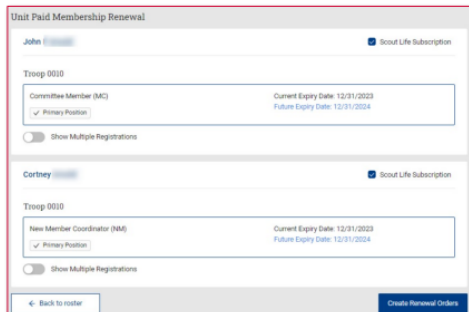 Unit Paid Membership Renewal
John
Scout Life Subscription
Troop 0010
Committee Member (MC)
Current Expiry Date: 12/31/2023
Primary Position
Future Expiry Date: 12/31/2024
Show Multiple Registrations
Cortney
Scout Life Subscription
Troop 0010
New Member Coordinator (NM)
Current Expiry Date: 12/31/2023
Primary Position
Future Expiry Date: 12/31/2024
Show Multiple Registrations
← Back to roster
Create Renewal Orders